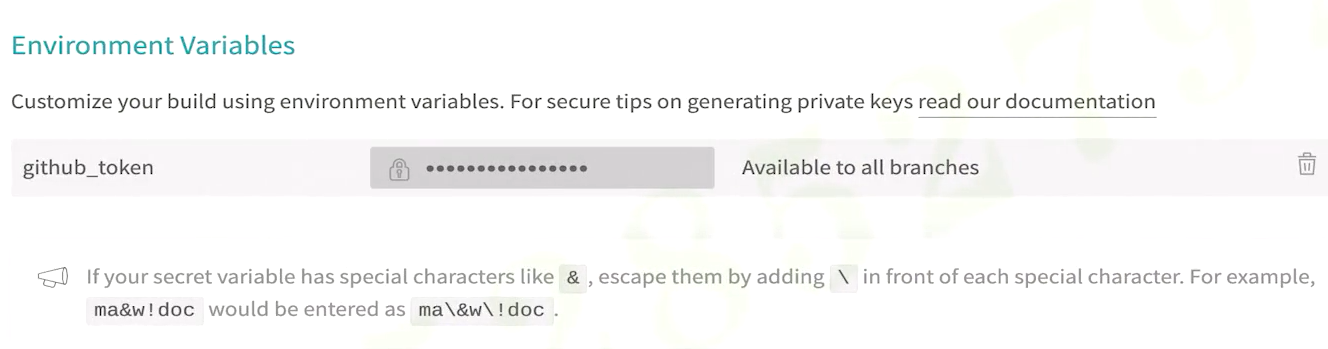 Environment Variables
Customize your build using environment variables. For secure tips on generating private keys read our documentation
github_token •••••••••••••••• Available to all branches
If your secret variable has special characters like & , escape them by adding \ in front of each special character. For example,
ma&w!doc would be entered as ma\&w\!doc .